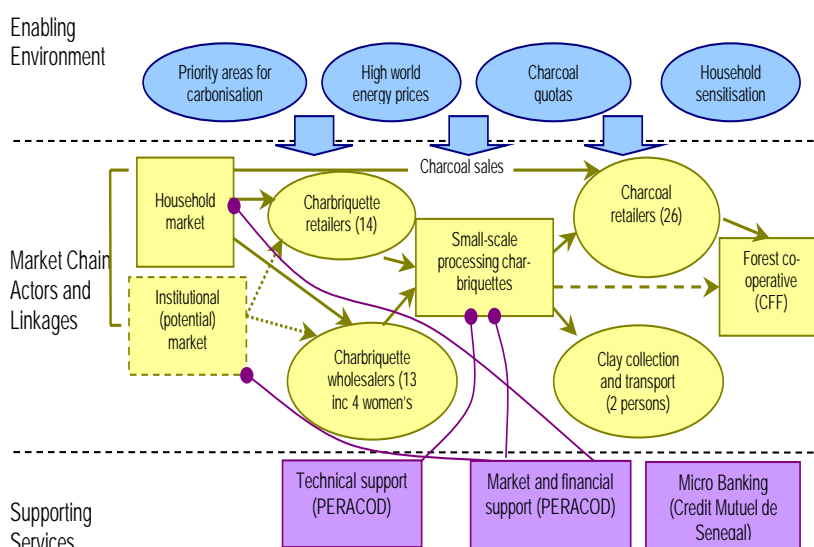 Enabling
Environment
Priority areas for
carbonisation
High world
energy prices
Charcoal
quotas
Household
sensitisation
Charcoal sales
Household
market
Charbriquette
retailers (14)
Charcoal
retailers (26)
Small-scale
processing char-
briquettes
Forest co-
operative
(CFF)
Market Chain
Actors and
Linkages
Institutional
(potential)
market
Charbriquette
wholesalers (13
inc 4 women's
Clay collection
and transport
(2 persons)
Supporting
Services
Technical support
(PERACOD)
Market and financial
support (PERACOD)
Micro Banking
(Credit Mutuel de
Senegal)